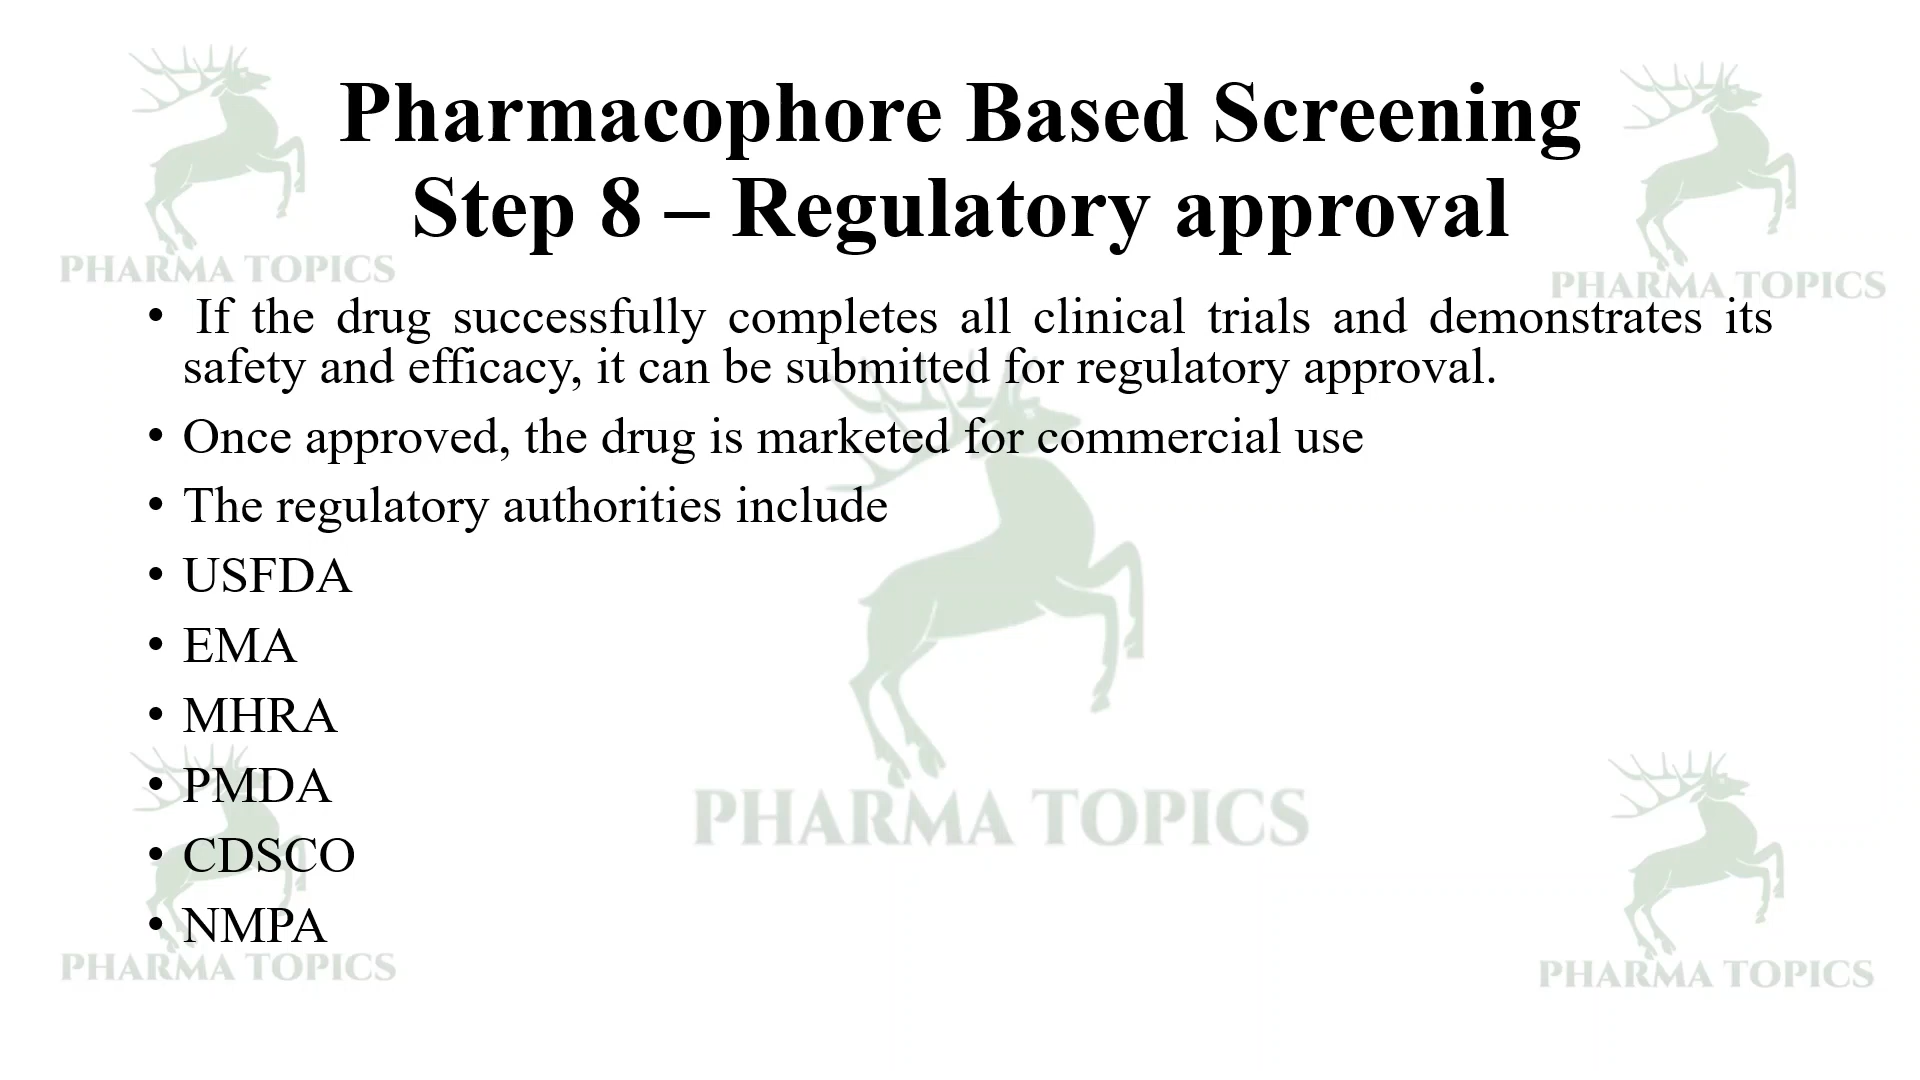 Pharmacophore Based Screening
Step 8 – Regulatory approval
PHARMA TOPICS
PHARMA TOPICS
• If the drug successfully completes all clinical trials and demonstrates its
safety and efficacy, it can be submitted for regulatory approval.
• Once approved, the drug is marketed for commercial use
• The regulatory authorities include
• USFDA
• EMA
• MHRA
• PMDA
PHARMA TOPICS
• CDSCO
• NMPA
PHARMA TOPICS
PHARMA TOPICS